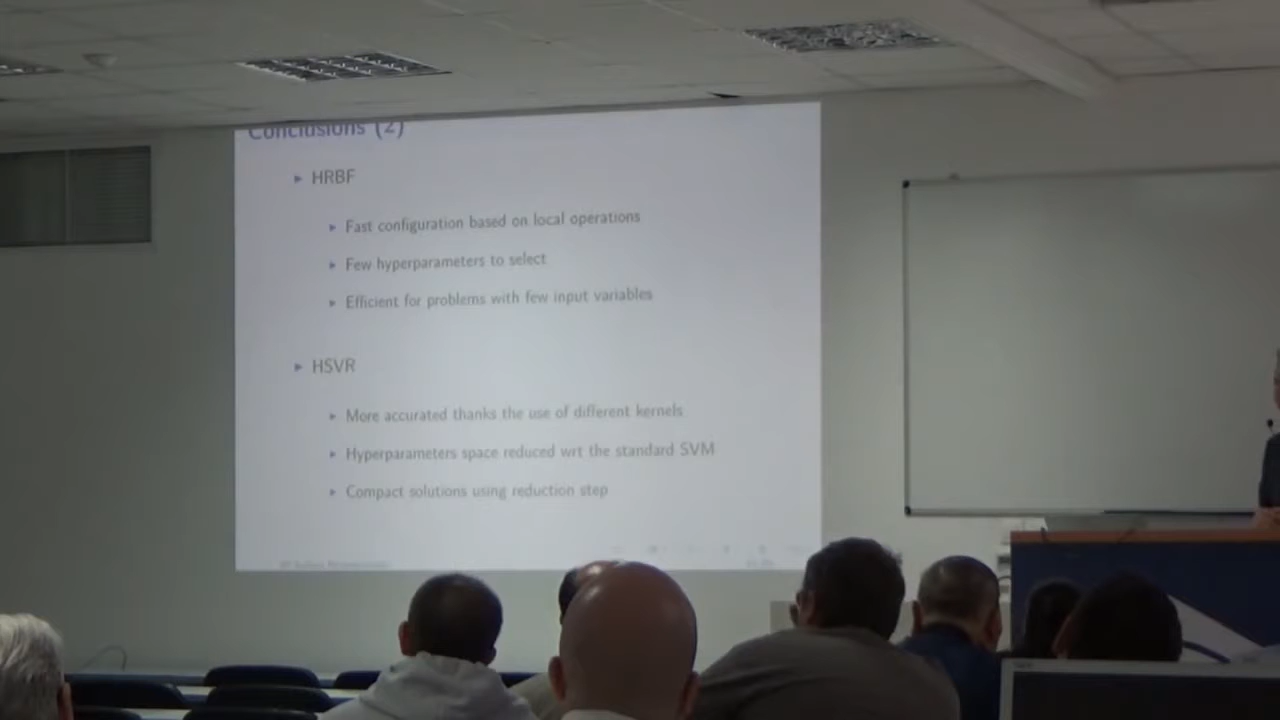 Conclusions (2)
▸ HRBF
▸ Fast configuration based on local operations
▸ Few hyperparameters to select
▸ Efficient for problems with few input variables
▸ HSVR
▸ More accurated thanks the use of different kernels
▸ Hyperparameters space reduced wrt the standard SVM
▸ Compact solutions using reduction step